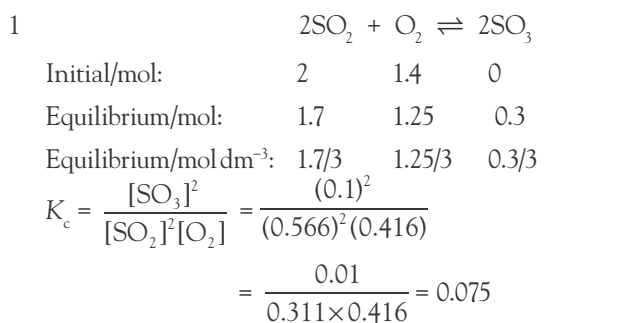 1 2SO₂ + O₂ ⇌ 2SO₃
Initial/mol: 2 1.4 0
Equilibrium/mol: 1.7 1.25 0.3
Equilibrium/mol dm⁻³: 1.7/3 1.25/3 0.3/3
K_c = [SO₃]² / [SO₂]²[O₂] = (0.1)² / (0.566)² (0.416)
= 0.01 / 0.311×0.416 = 0.075